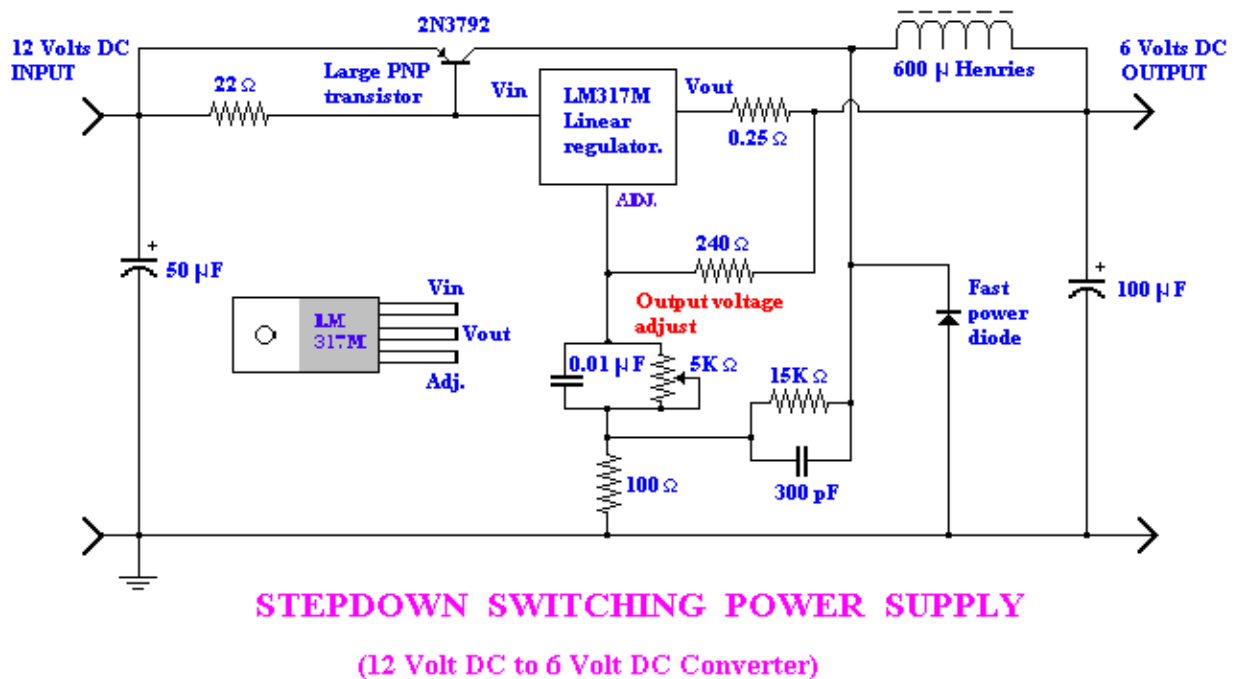 2N3792
12 Volts DC
INPUT
6 Volts DC
OUTPUT
22 Ω
Large PNP
transistor
Vin
LM317M
Linear
regulator.
Vout
600 μ Henries
0.25 Ω
ADJ.
240 Ω
50 μF
Output voltage
adjust
Fast
power
diode
100 μF
Vin
LM
317M
Vout
Adj.
0.01 μF
5K Ω
15K Ω
300 pF
100 Ω
STEPDOWN SWITCHING POWER SUPPLY
(12 Volt DC to 6 Volt DC Converter)